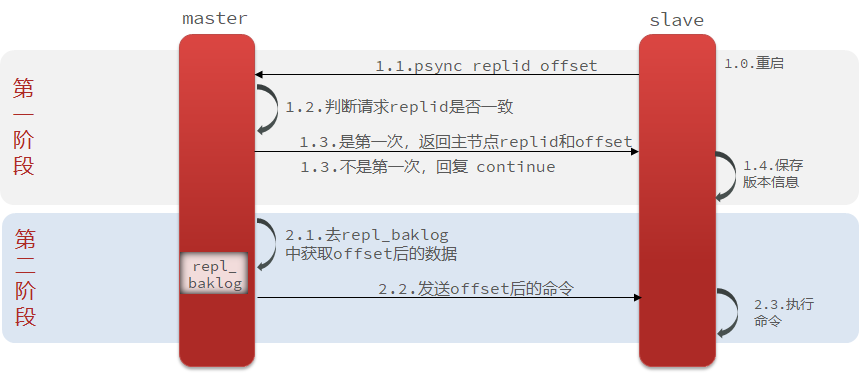 master
slave
第一阶段
1.0.重启
1.1.psync replid offset
1.2.判断请求replid是否一致
1.3.是第一次，返回主节点replid和offset
1.3.不是第一次，回复 continue
1.4.保存
版本信息
第二阶段
2.1.去repl_baklog
中获取offset后的数据
repl_
baklog
2.2.发送offset后的命令
2.3.执行
命令